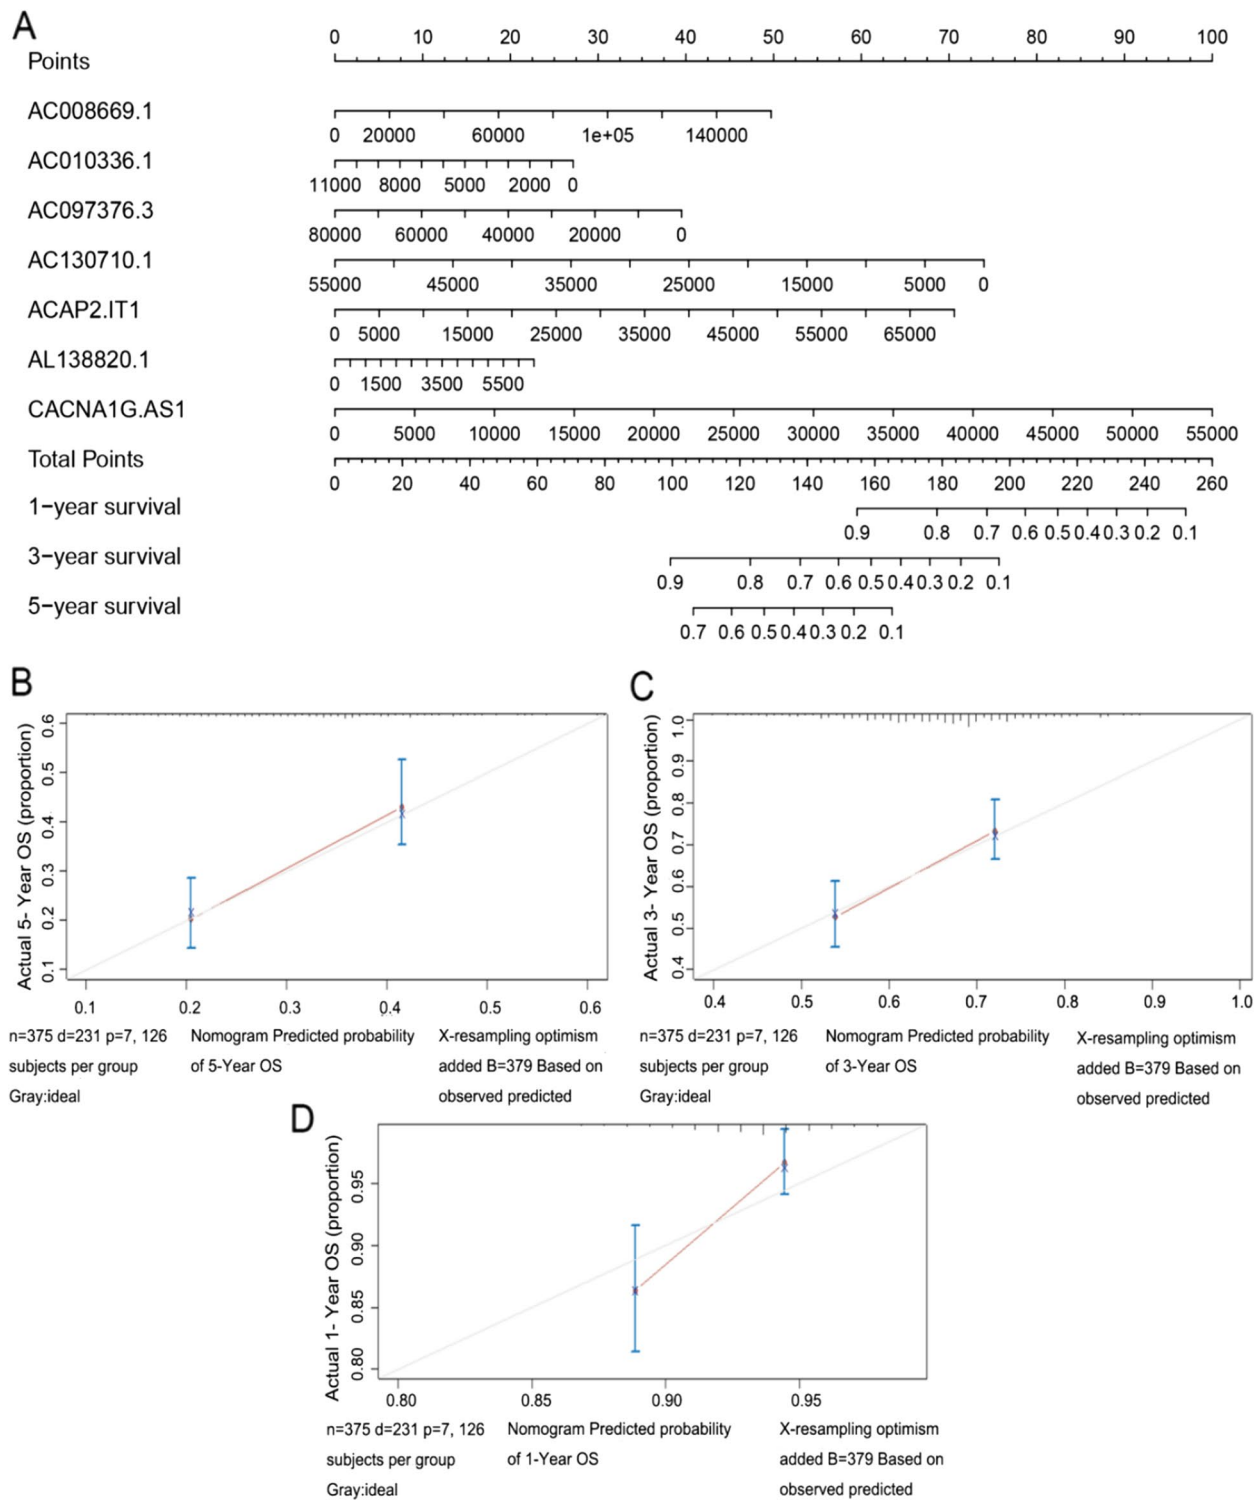 A
Points
0 10 20 30 40 50 60 70 80 90 100
AC008669.1
0 20000 60000 1e+05 140000
AC010336.1
11000 8000 5000 2000 0
AC097376.3
80000 60000 40000 20000 0
AC130710.1
55000 45000 35000 25000 15000 5000 0
ACAP2.IT1
0 5000 15000 25000 35000 45000 55000 65000
AL138820.1
0 1500 3500 5500
CACNA1G.AS1
0 5000 10000 15000 20000 25000 30000 35000 40000 45000 50000 55000
Total Points
0 20 40 60 80 100 120 140 160 180 200 220 240 260
1−year survival
0.9 0.8 0.7 0.6 0.5 0.4 0.3 0.2 0.1
3−year survival
0.9 0.8 0.7 0.6 0.5 0.4 0.3 0.2 0.1
5−year survival
0.7 0.6 0.5 0.4 0.3 0.2 0.1
B
Actual 5- Year OS (proportion)
0.6
0.5
0.4
0.3
0.2
0.1
0.1 0.2 0.3 0.4 0.5 0.6
n=375 d=231 p=7, 126
subjects per group
Gray:ideal
Nomogram Predicted probability
of 5-Year OS
X-resampling optimism
added B=379 Based on
observed predicted
C
Actual 3- Year OS (proportion)
1.0
0.9
0.8
0.7
0.6
0.5
0.4
0.4 0.5 0.6 0.7 0.8 0.9 1.0
n=375 d=231 p=7, 126
subjects per group
Gray:ideal
Nomogram Predicted probability
of 3-Year OS
X-resampling optimism
added B=379 Based on
observed predicted
D
Actual 1- Year OS (proportion)
0.95
0.90
0.85
0.80
0.80 0.85 0.90 0.95
n=375 d=231 p=7, 126
subjects per group
Gray:ideal
Nomogram Predicted probability
of 1-Year OS
X-resampling optimism
added B=379 Based on
observed predicted